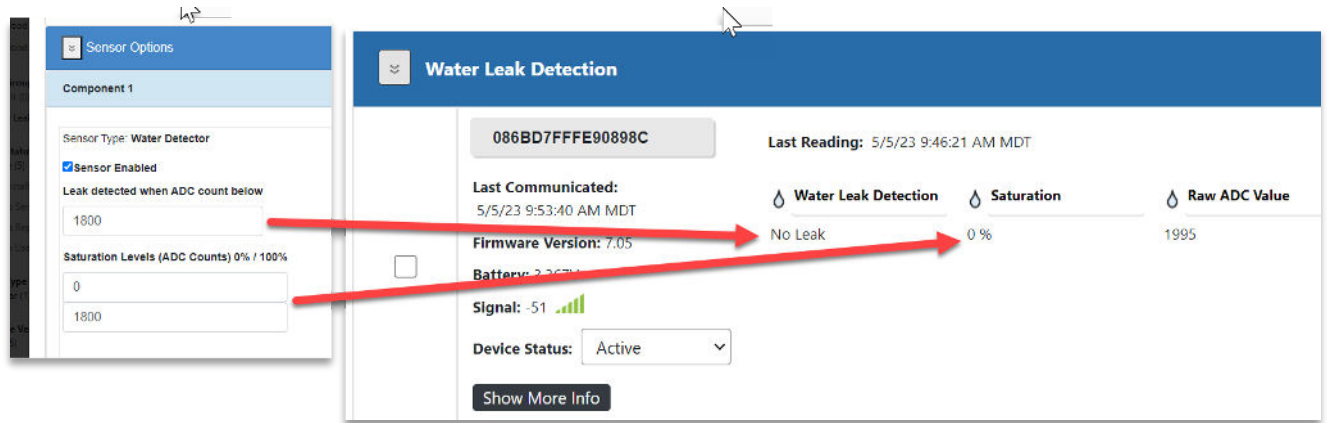 Sensor Options
Component 1
Sensor Type: Water Detector
Sensor Enabled
Leak detected when ADC count below
1800
Saturation Levels (ADC Counts) 0% / 100%
0
1800
Water Leak Detection
086BD7FFFE90898C
Last Reading: 5/5/23 9:46:21 AM MDT
Last Communicated:
5/5/23 9:53:40 AM MDT
Water Leak Detection
Saturation
Raw ADC Value
No Leak
0 %
1995
Firmware Version: 7.05
Battery:
Signal: -51
Device Status: Active
Show More Info